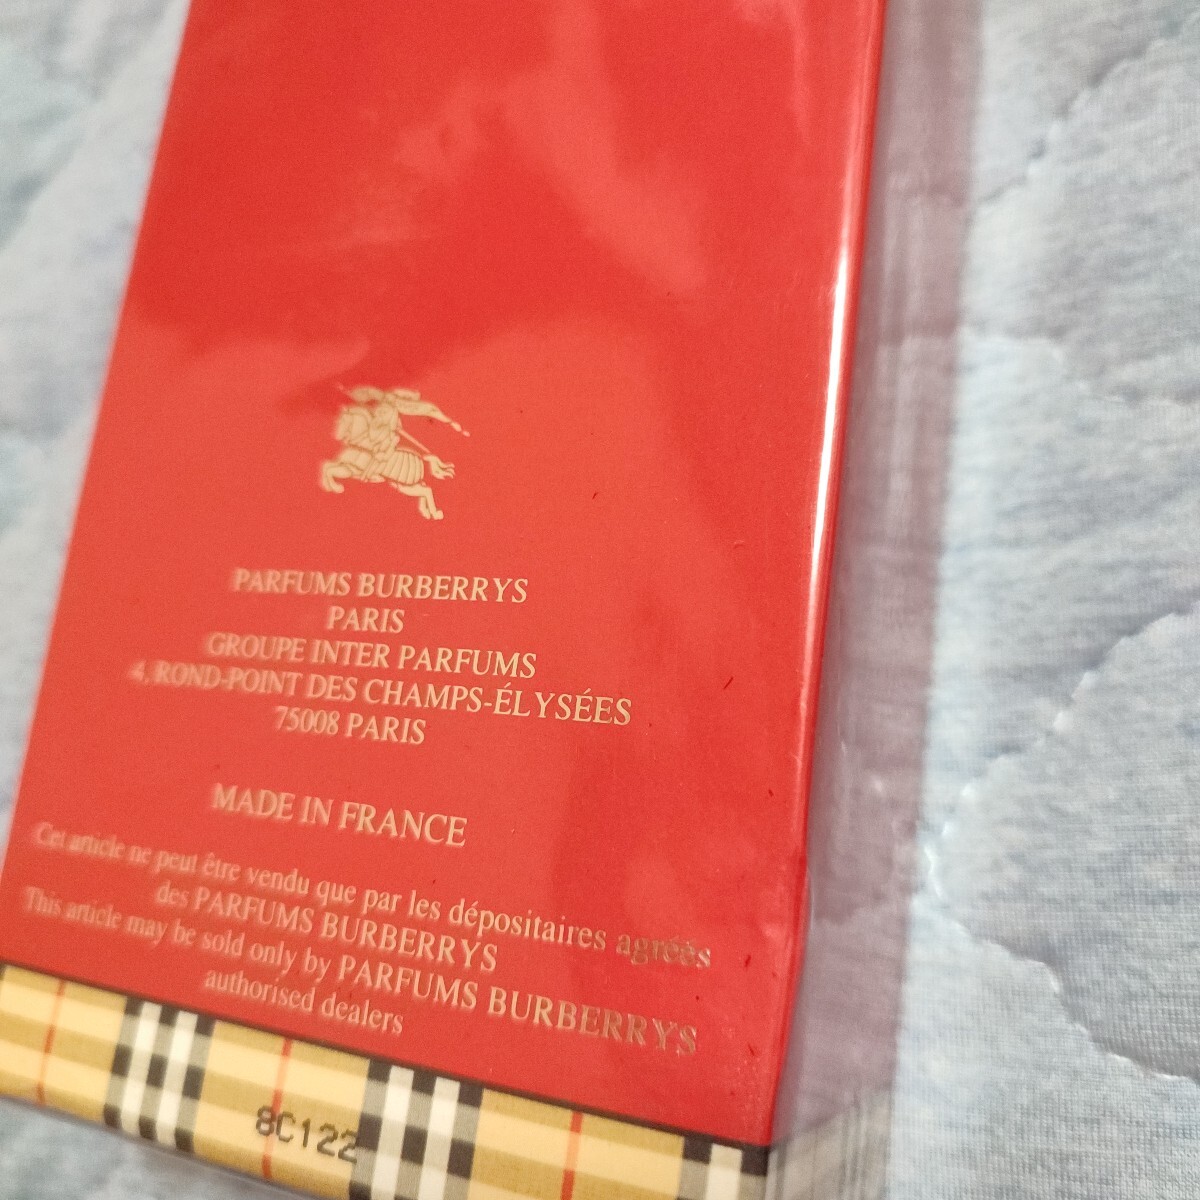 PARFUMS BURBERRYS
PARIS
GROUPE INTER PARFUMS
4, ROND-POINT DES CHAMPS-ÉLYSÉES
75008 PARIS
MADE IN FRANCE
Cet article ne peut être vendu que par les dépositaires agréés
des PARFUMS BURBERRYS
This article may be sold only by PARFUMS BURBERRYS
authorised dealers
8C122